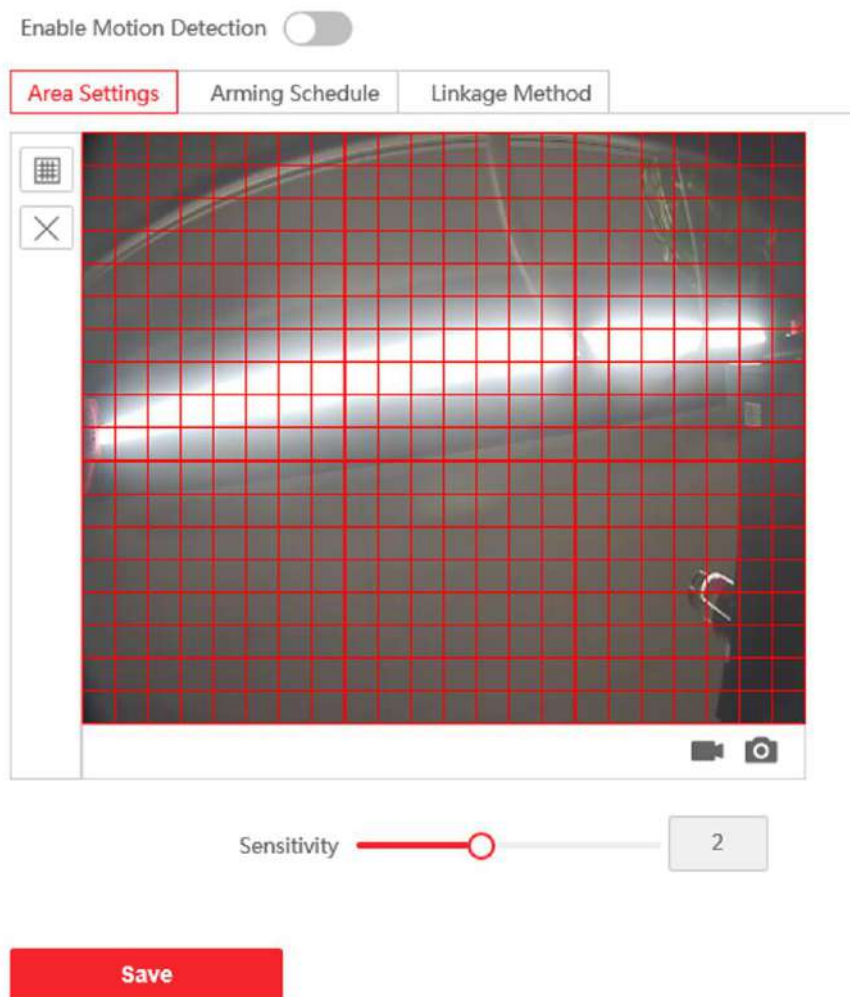 Enable Motion Detection
Area Settings Arming Schedule Linkage Method
Sensitivity 2
Save